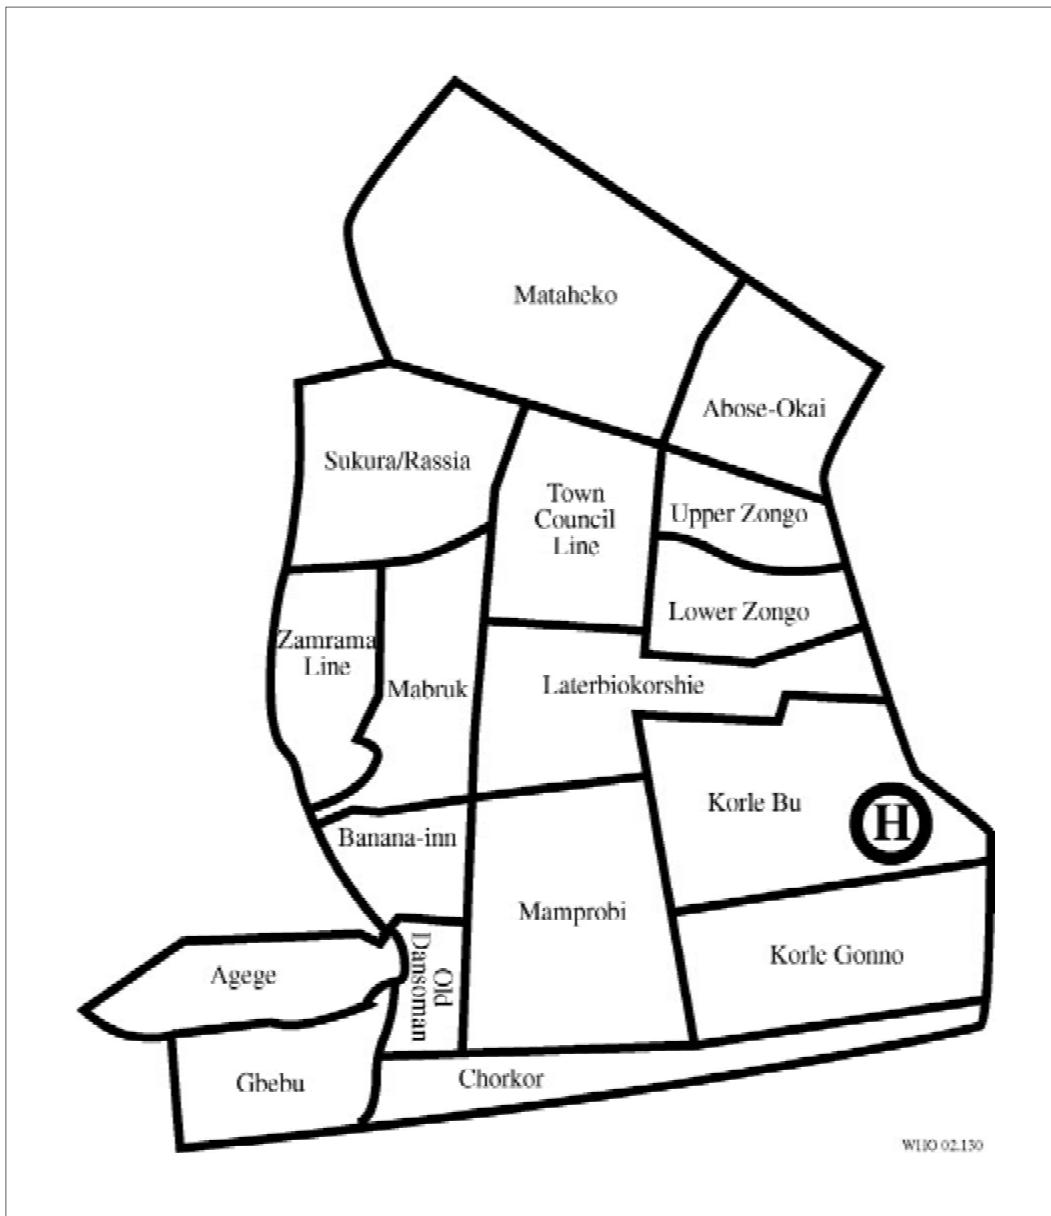 Mataheko
Abose-Okai
Sukura/Rassia
Town
Council
Line
Upper Zongo
Lower Zongo
Zamrama
Line
Mabruk
Laterbiokorshie
Korle Bu
H
Banana-inn
Mamprobi
Old
Dansoman
Korle Gonno
Agege
Gbebu
Chorkor
WHO 02.130